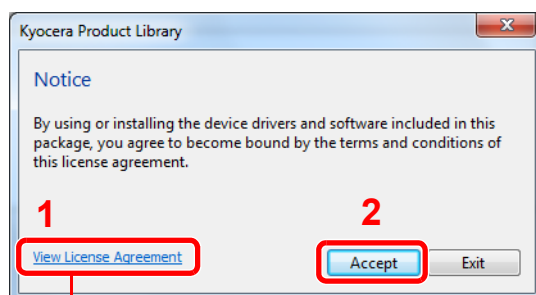 Kyocera Product Library
Notice
By using or installing the device drivers and software included in this
package, you agree to become bound by the terms and conditions of
this license agreement.
1
2
View License Agreement
Accept
Exit